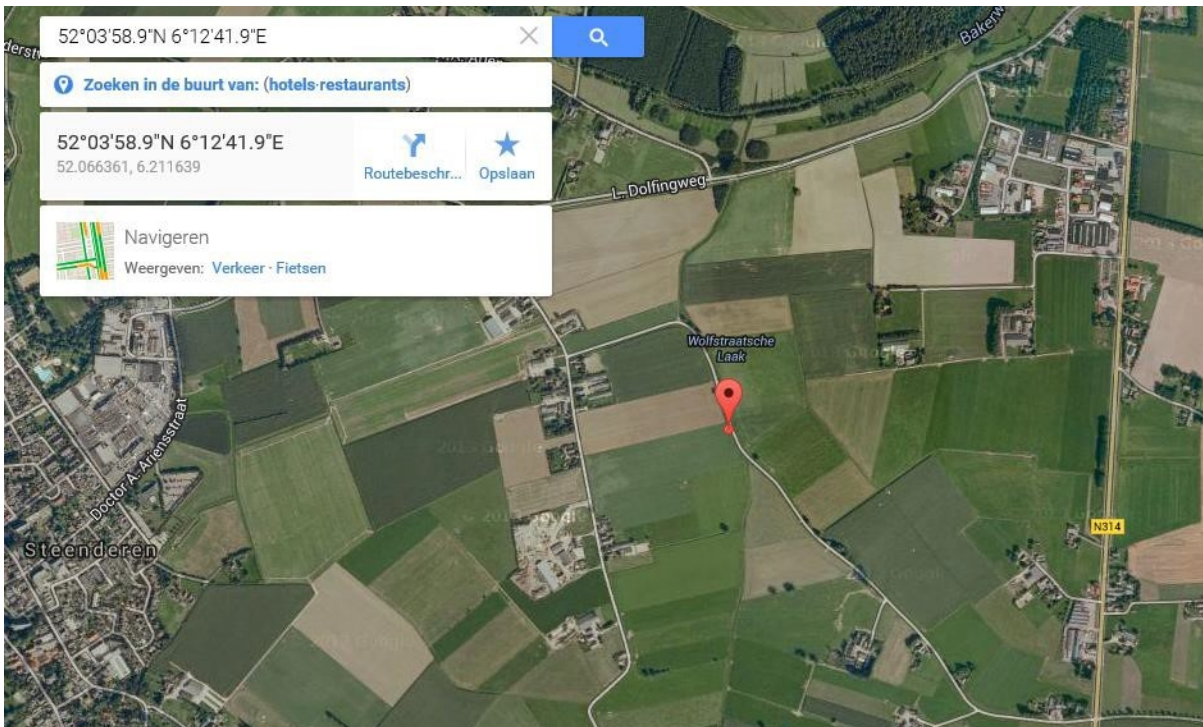 52°03'58.9"N 6°12'41.9"E
Zoeken in de buurt van: (hotels·restaurants)
52°03'58.9"N 6°12'41.9"E
52.066361, 6.211639
Routebeschr...
Opslaan
Navigeren
Weergeven: Verkeer · Fietsen
L. Dolfingweg
Wolfstraatsche
Laak
Doctor A. Ariensstraat
Steenderen
N314